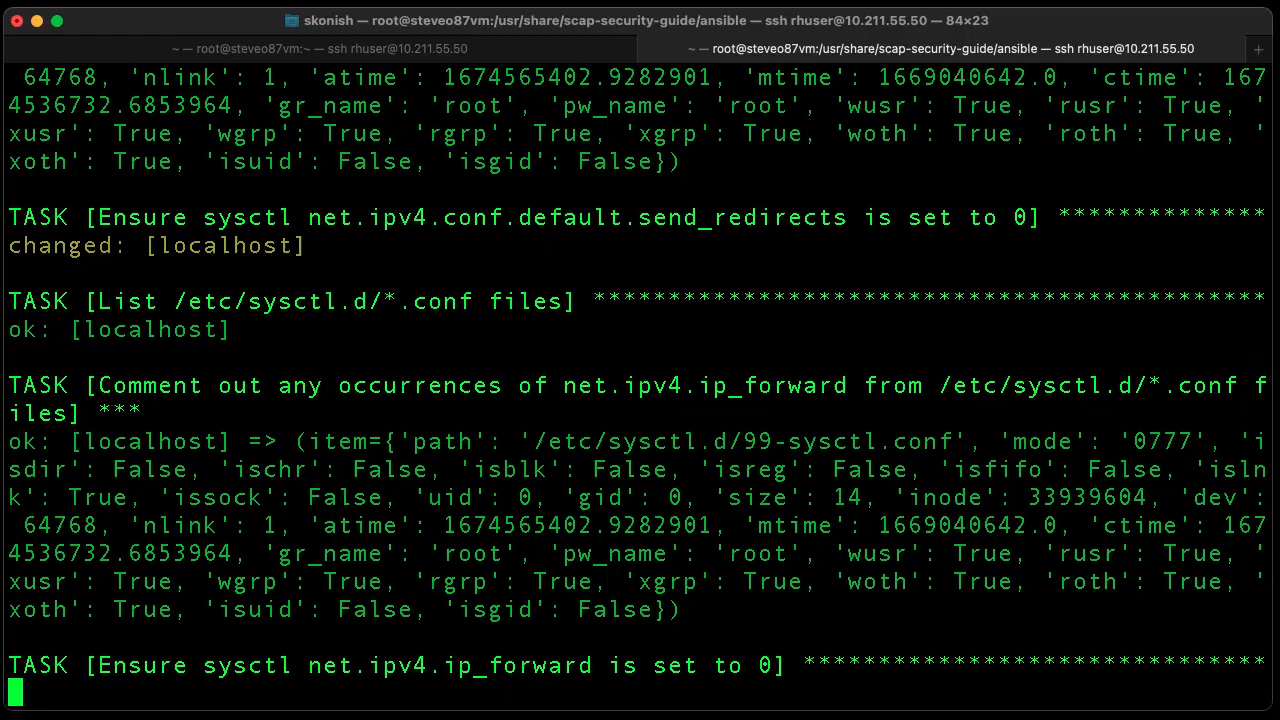 skonish — root@steveo87vm:/usr/share/scap-security-guide/ansible — ssh rhuser@10.211.55.50 — 84×23
~ — root@steveo87vm:~ — ssh rhuser@10.211.55.50
~ — root@steveo87vm:/usr/share/scap-security-guide/ansible — ssh rhuser@10.211.55.50 +
 64768, 'nlink': 1, 'atime': 1674565402.9282901, 'mtime': 1669040642.0, 'ctime': 167
4536732.6853964, 'gr_name': 'root', 'pw_name': 'root', 'wusr': True, 'rusr': True, '
xusr': True, 'wgrp': True, 'rgrp': True, 'xgrp': True, 'woth': True, 'roth': True, '
xoth': True, 'isuid': False, 'isgid': False})
TASK [Ensure sysctl net.ipv4.conf.default.send_redirects is set to 0] **************
changed: [localhost]
TASK [List /etc/sysctl.d/*.conf files] *********************************************
ok: [localhost]
TASK [Comment out any occurrences of net.ipv4.ip_forward from /etc/sysctl.d/*.conf f
iles] ***
ok: [localhost] => (item={'path': '/etc/sysctl.d/99-sysctl.conf', 'mode': '0777', 'i
sdir': False, 'ischr': False, 'isblk': False, 'isreg': False, 'isfifo': False, 'isln
k': True, 'issock': False, 'uid': 0, 'gid': 0, 'size': 14, 'inode': 33939604, 'dev':
 64768, 'nlink': 1, 'atime': 1674565402.9282901, 'mtime': 1669040642.0, 'ctime': 167
4536732.6853964, 'gr_name': 'root', 'pw_name': 'root', 'wusr': True, 'rusr': True, '
xusr': True, 'wgrp': True, 'rgrp': True, 'xgrp': True, 'woth': True, 'roth': True, '
xoth': True, 'isuid': False, 'isgid': False})
TASK [Ensure sysctl net.ipv4.ip_forward is set to 0] *******************************